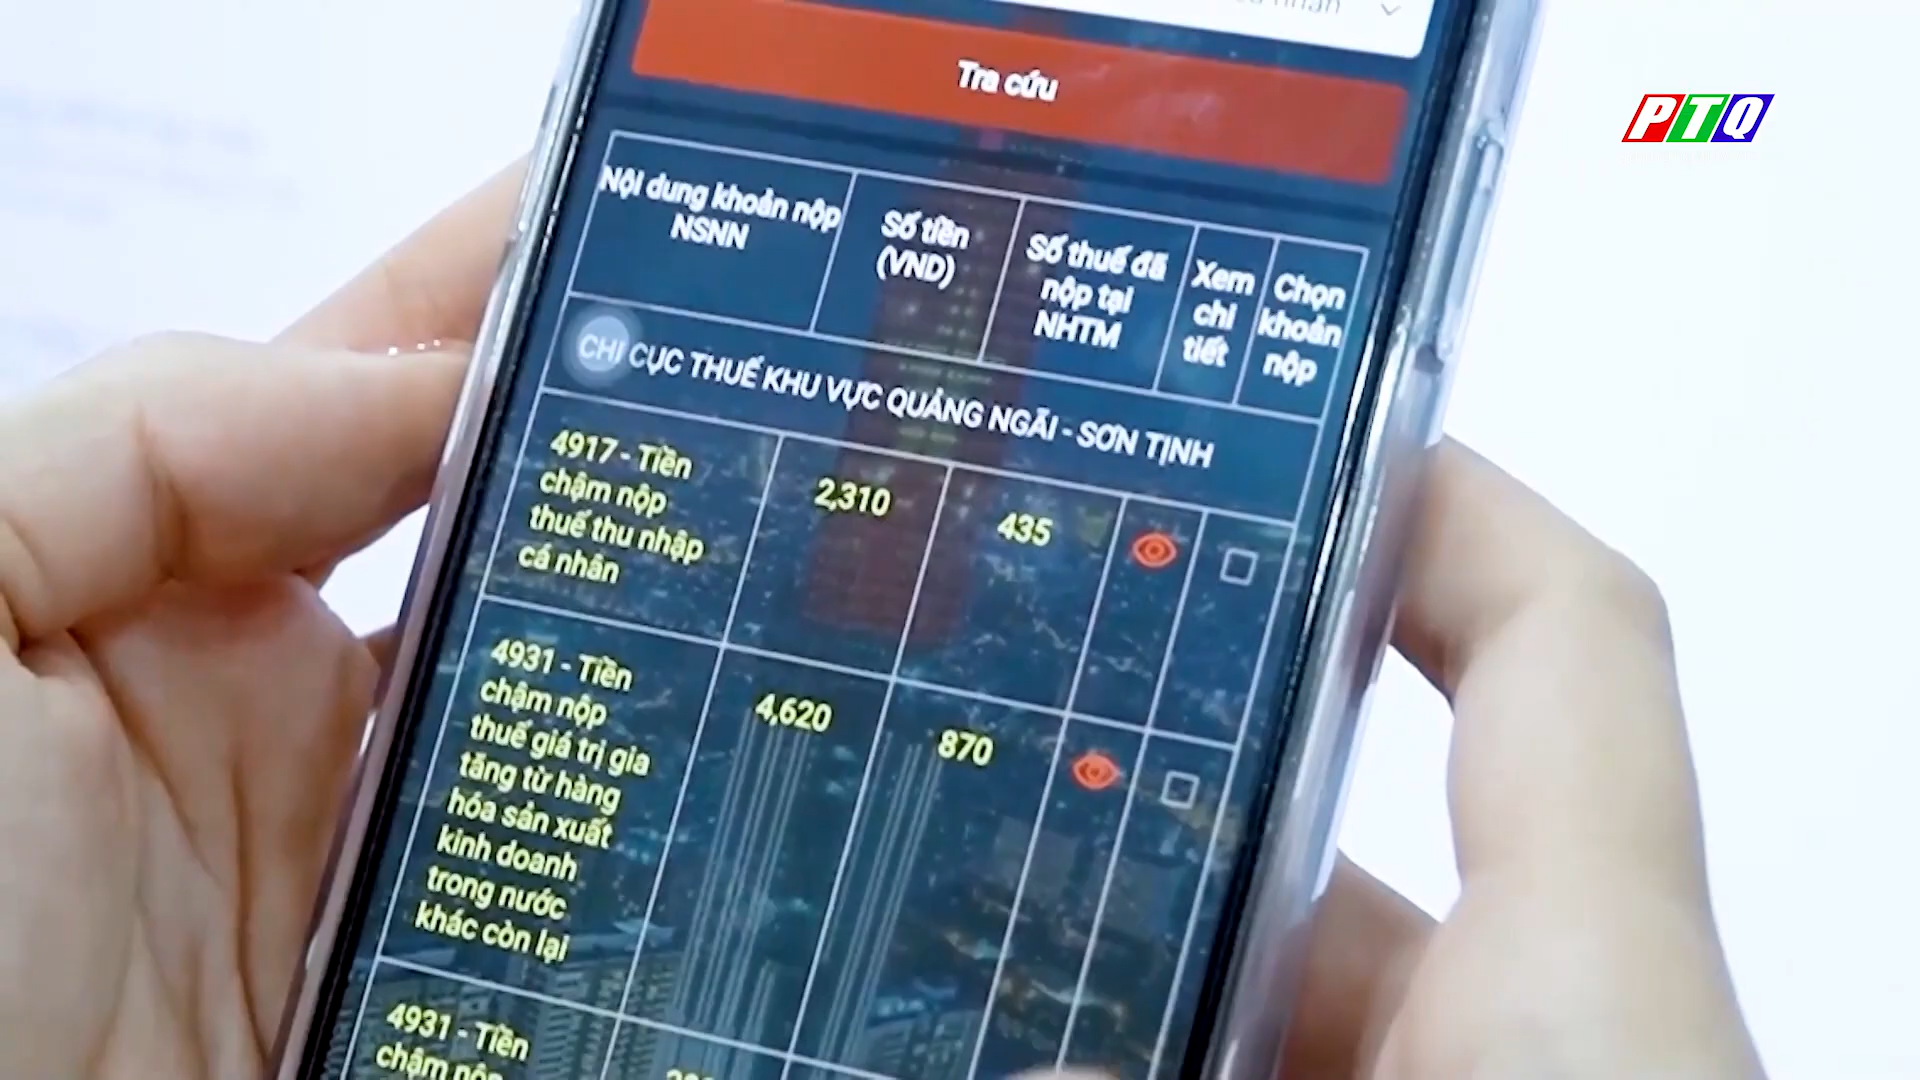 Tra cứu
PTQ
Nội dung khoản nộp
NSNN
Số tiền
(VND)
Số thuế đã
nộp tại
NHTM
Xem
chi
tiết
Chọn
khoản
nộp
CHI CỤC THUẾ KHU VỰC QUẢNG NGÃI - SƠN TỊNH
4917 - Tiền
chậm nộp
thuế thu nhập
cá nhân
2,310
435
4931 - Tiền
chậm nộp
thuế giá trị gia
tăng từ hàng
hóa sản xuất
kinh doanh
trong nước
khác còn lại
4,620
870
4931 - Tiền
chậm nộp